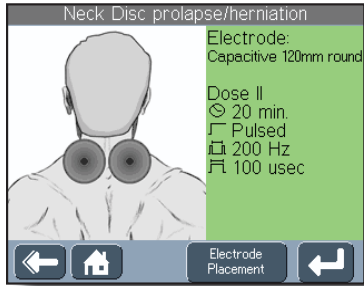 Neck Disc prolapse/herniation
Electrode:
Capacitive 120mm round
Dose II
20 min.
Pulsed
200 Hz
100 usec
Electrode
Placement